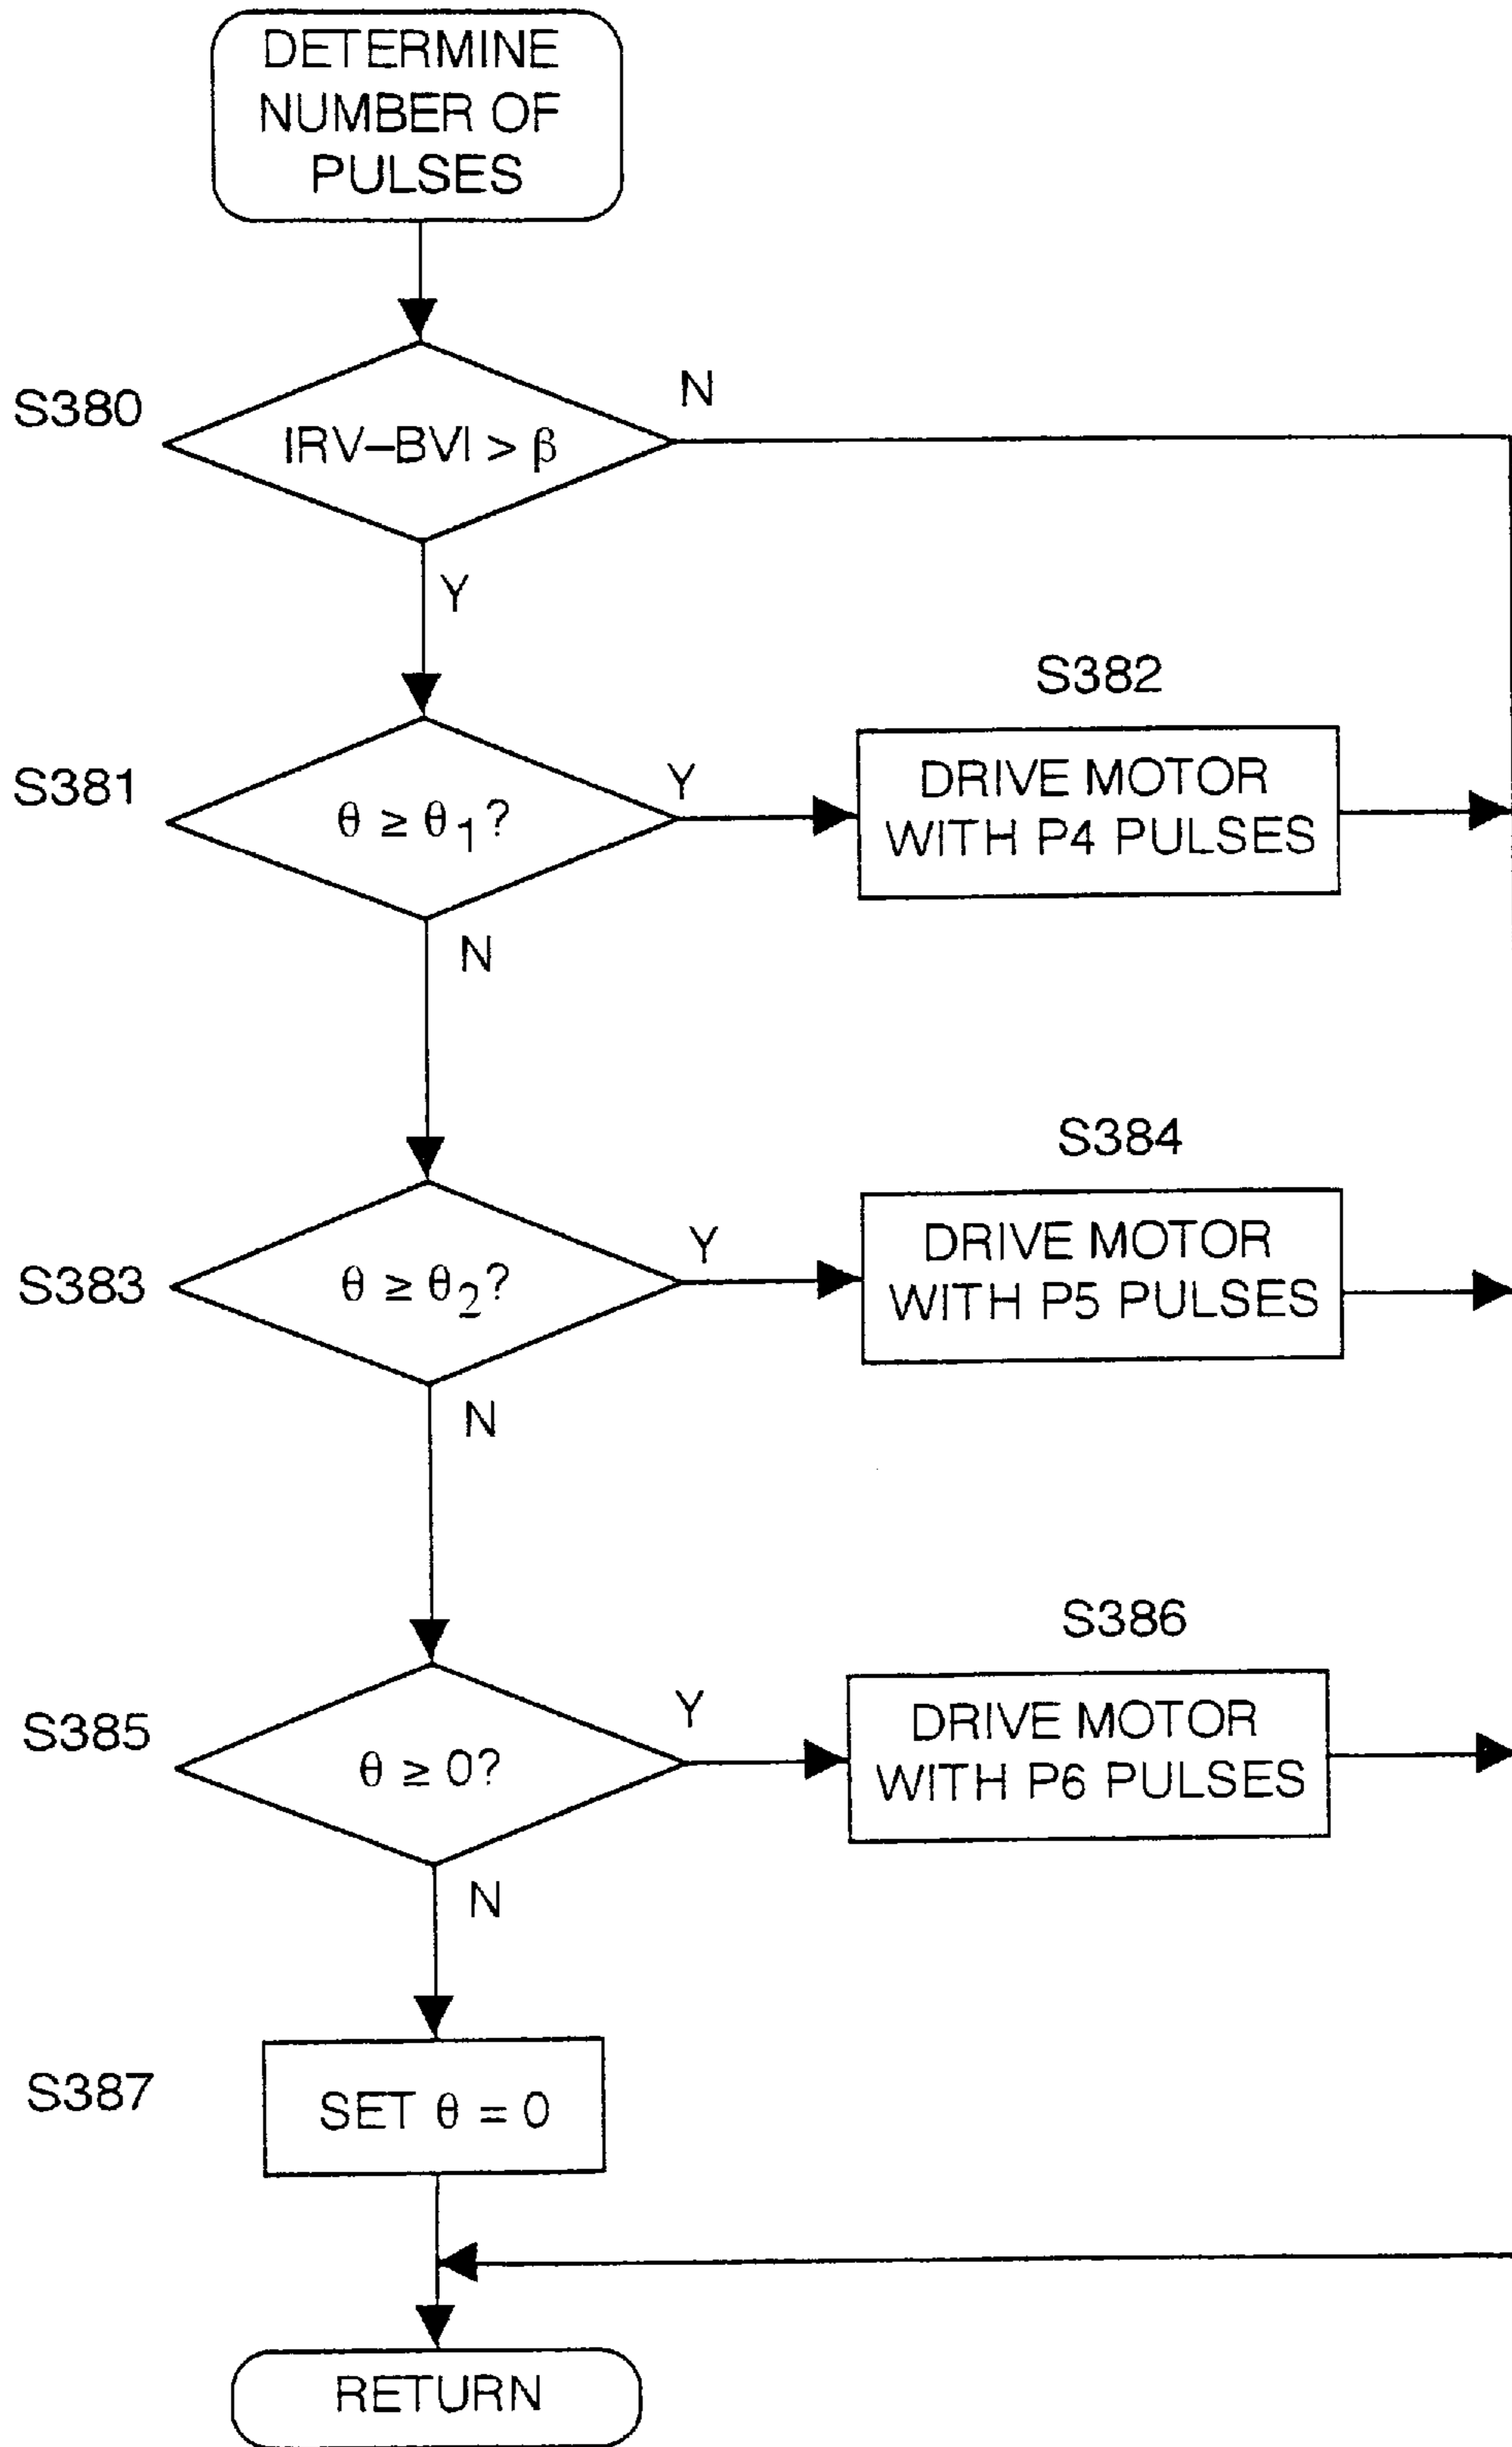 DETERMINE
NUMBER OF
PULSES
S380
IRV–BVI > β
N
Y
S381
θ ≥ θ1?
Y
S382
DRIVE MOTOR
WITH P4 PULSES
N
S383
θ ≥ θ2?
Y
S384
DRIVE MOTOR
WITH P5 PULSES
N
S385
θ ≥ 0?
Y
S386
DRIVE MOTOR
WITH P6 PULSES
N
S387
SET θ = 0
RETURN